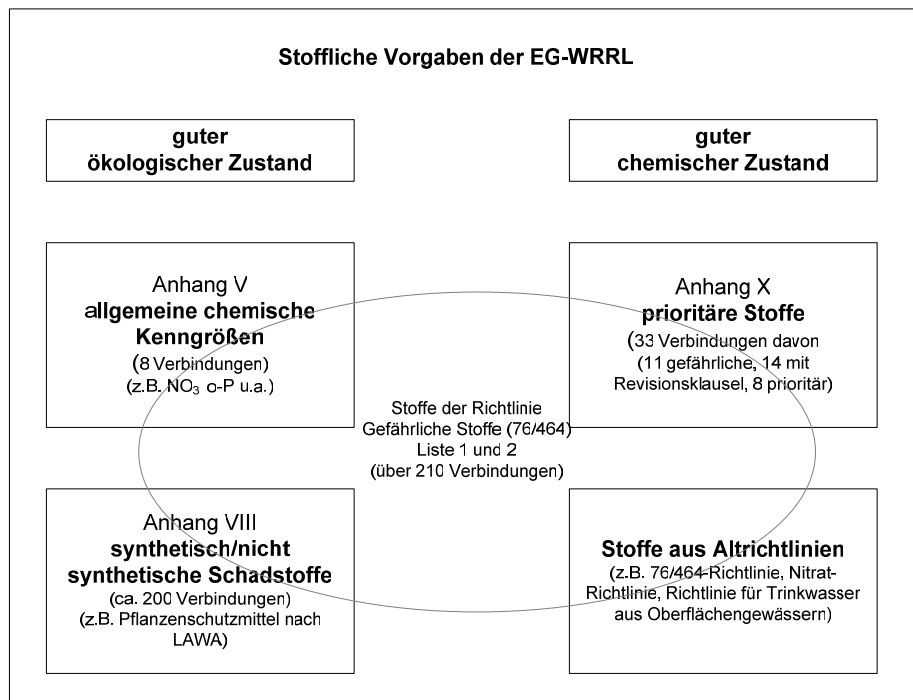 Stoffliche Vorgaben der EG-WRRL
guter
ökologischer Zustand
guter
chemischer Zustand
Anhang V
allgemeine chemische
Kenngrößen
(8 Verbindungen)
(z.B. NO₃ o-P u.a.)
Anhang X
prioritäre Stoffe
(33 Verbindungen davon
(11 gefährliche, 14 mit
Revisionsklausel, 8 prioritär)
Stoffe der Richtlinie
Gefährliche Stoffe (76/464)
Liste 1 und 2
(über 210 Verbindungen)
Anhang VIII
synthetisch/nicht
synthetische Schadstoffe
(ca. 200 Verbindungen)
(z.B. Pflanzenschutzmittel nach
LAWA)
Stoffe aus Altrichtlinien
(z.B. 76/464-Richtlinie, Nitrat-
Richtlinie, Richtlinie für Trinkwasser
aus Oberflächengewässern)